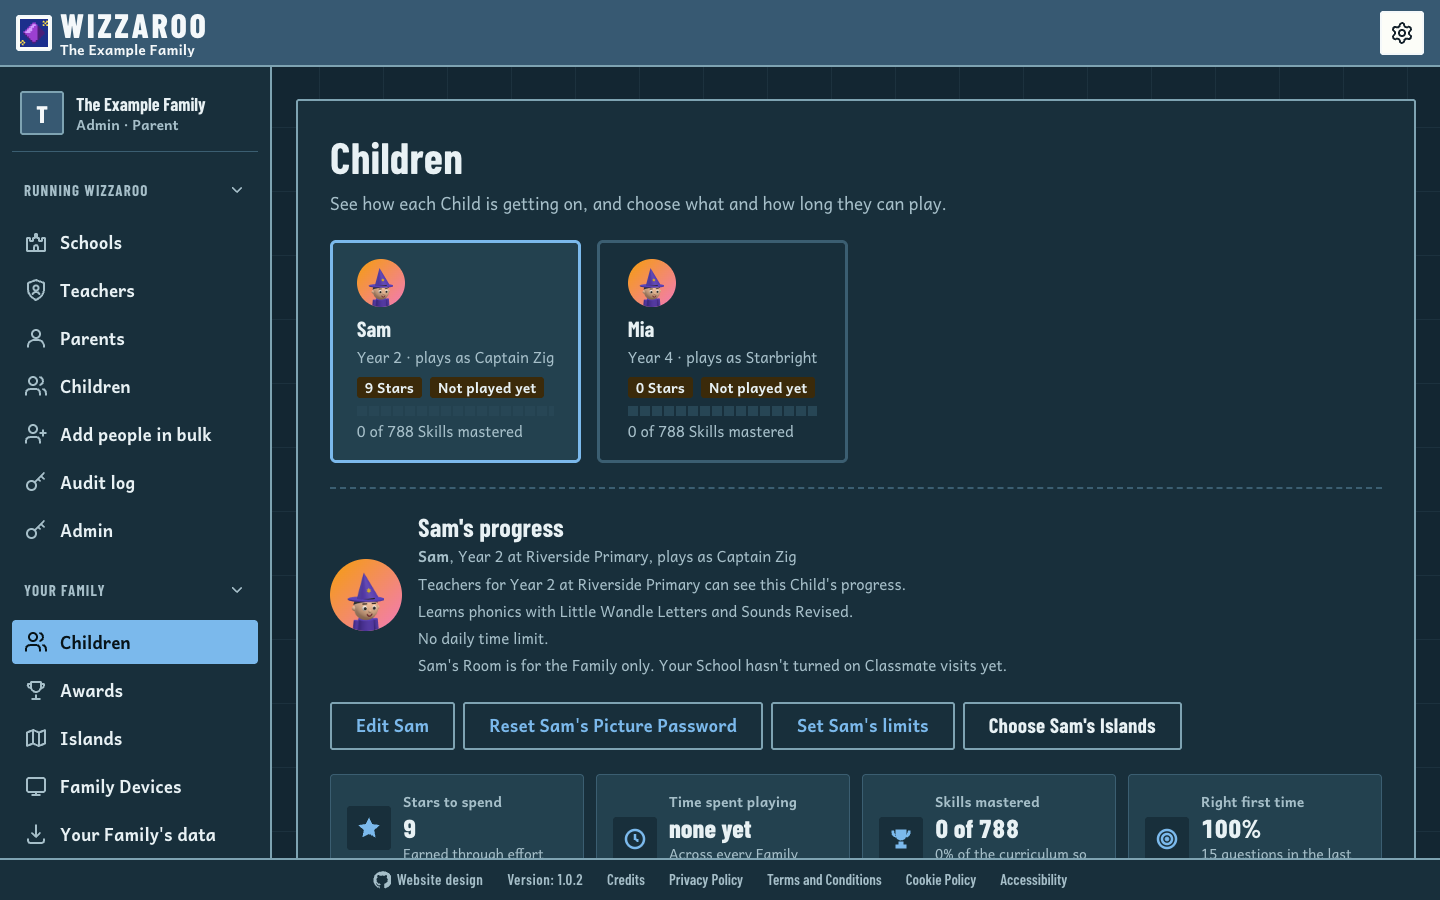 WIZZAROO
The Example Family
T
The Example Family
Admin · Parent
RUNNING WIZZAROO
Schools
Teachers
Parents
Children
Add people in bulk
Audit log
Admin
YOUR FAMILY
Children
Awards
Islands
Family Devices
Your Family's data
Children
See how each Child is getting on, and choose what and how long they can play.
Sam
Year 2 · plays as Captain Zig
9 Stars
Not played yet
0 of 788 Skills mastered
Mia
Year 4 · plays as Starbright
0 Stars
Not played yet
0 of 788 Skills mastered
Sam's progress
Sam, Year 2 at Riverside Primary, plays as Captain Zig
Teachers for Year 2 at Riverside Primary can see this Child's progress.
Learns phonics with Little Wandle Letters and Sounds Revised.
No daily time limit.
Sam's Room is for the Family only. Your School hasn't turned on Classmate visits yet.
Edit Sam
Reset Sam's Picture Password
Set Sam's limits
Choose Sam's Islands
Stars to spend
9
Earned through effort
Time spent playing
none yet
Across every Family
Skills mastered
0 of 788
0% of the curriculum so
Right first time
100%
15 questions in the last
Website design
Version: 1.0.2
Credits
Privacy Policy
Terms and Conditions
Cookie Policy
Accessibility